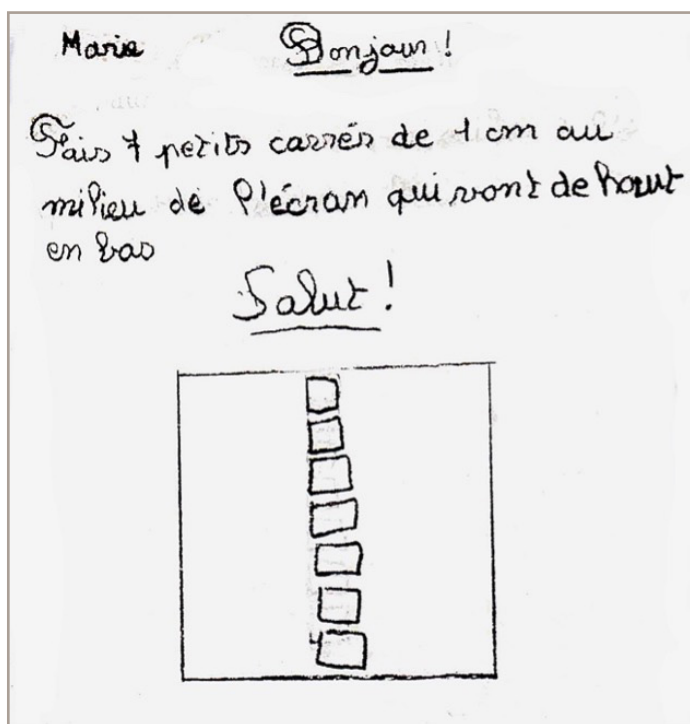 Marie Bonjour !
Fais 7 petits carrés de 1 cm au
milieu de l'écran qui vont de haut
en bas
Salut !